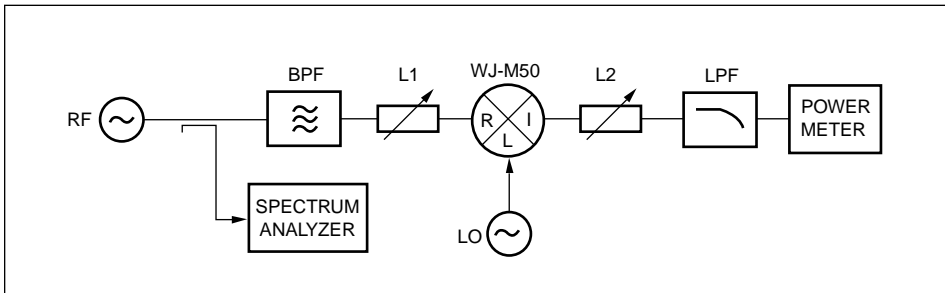 BPF
L1
WJ-M50
L2
LPF
RF
R
I
L
POWER
METER
SPECTRUM
ANALYZER
LO